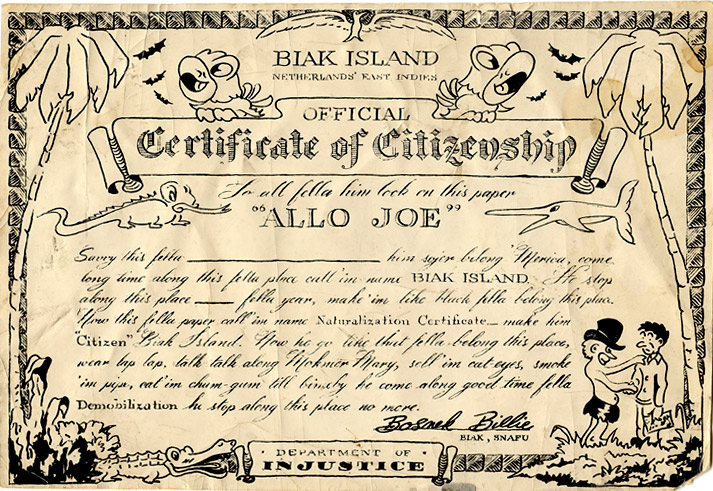 BIAK ISLAND
NETHERLANDS' EAST INDIES
OFFICIAL
Certificate of Citizenship
To all fella him look on this paper
"ALLO JOE"
Savvy this fella him sojer belong 'Merica, come
long time along this fella place call'im name BIAK ISLAND. He stop
along this place fella year, make'im like black fella belong this place.
Now this fella paper call'im name Naturalization Certificate make him
"Citizen" Biak Island. Now he go like that fella belong this place,
wear lap lap, talk talk along Mokmer Mary, sell'im cat eyes, smoke
'im pipe, eat'im chum-gum till bimeby he come along good time fella
Demobilization he stop along this place no more.
Bosnek Billie
BIAK, SNAFU
DEPARTMENT OF
INJUSTICE